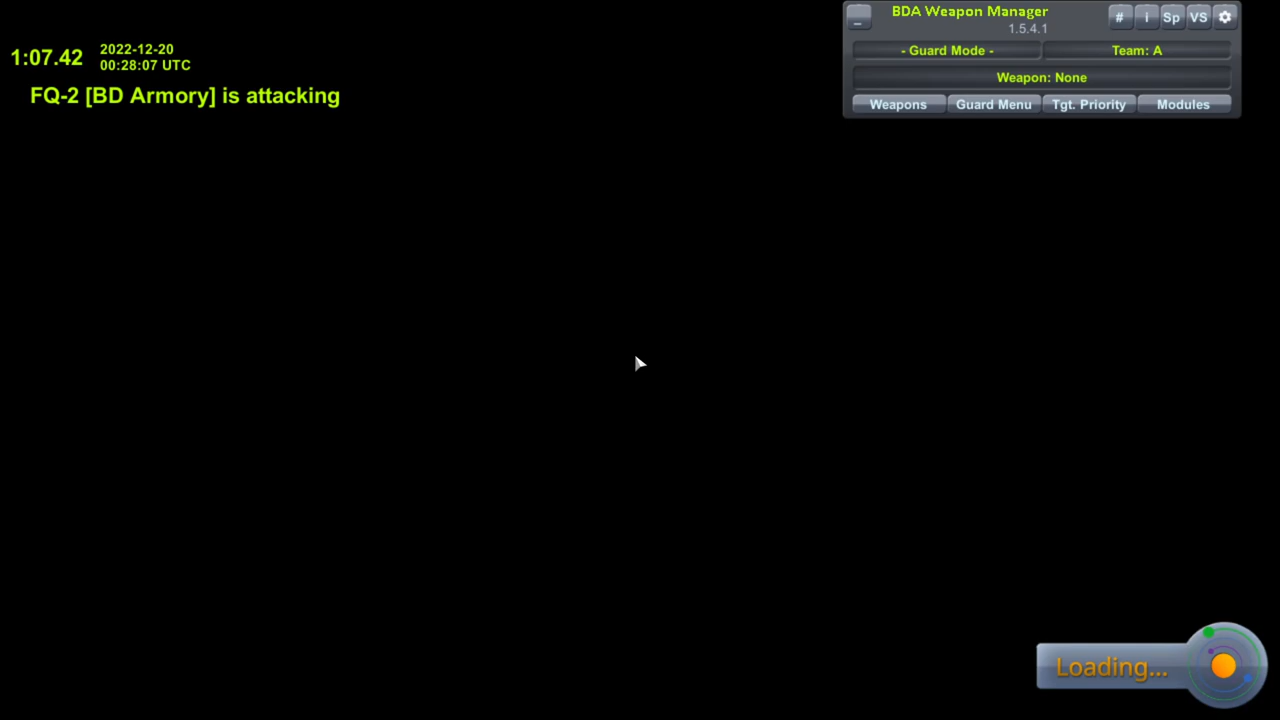 BDA Weapon Manager
_
# i Sp VS
1.5.4.1
- Guard Mode - Team: A
Weapon: None
Weapons Guard Menu Tgt. Priority Modules
1:07.42
2022-12-20
00:28:07 UTC
FQ-2 [BD Armory] is attacking
Loading...